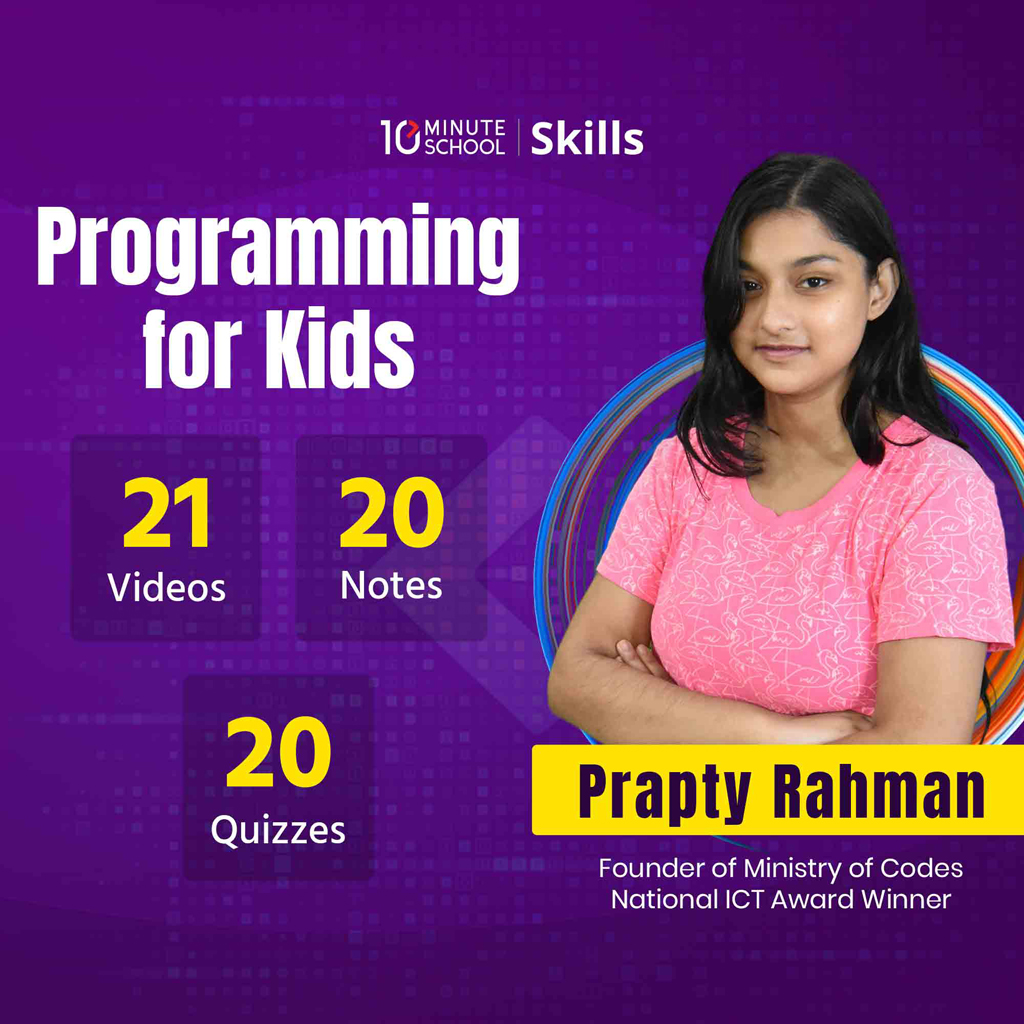 10 MINUTE SCHOOL | Skills
Programming
for Kids
21
Videos
20
Notes
20
Quizzes
Prapty Rahman
Founder of Ministry of Codes
National ICT Award Winner